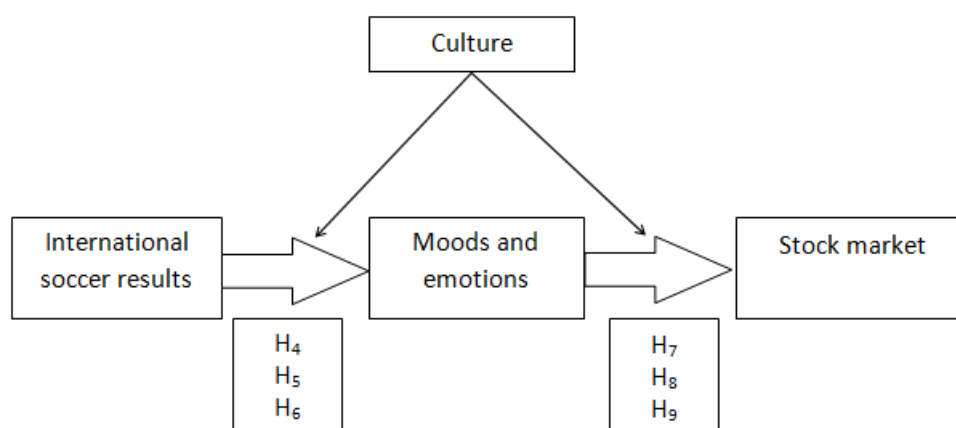 Culture
International
soccer results
Moods and
emotions
Stock market
H₄
H₅
H₆
H₇
H₈
H₉